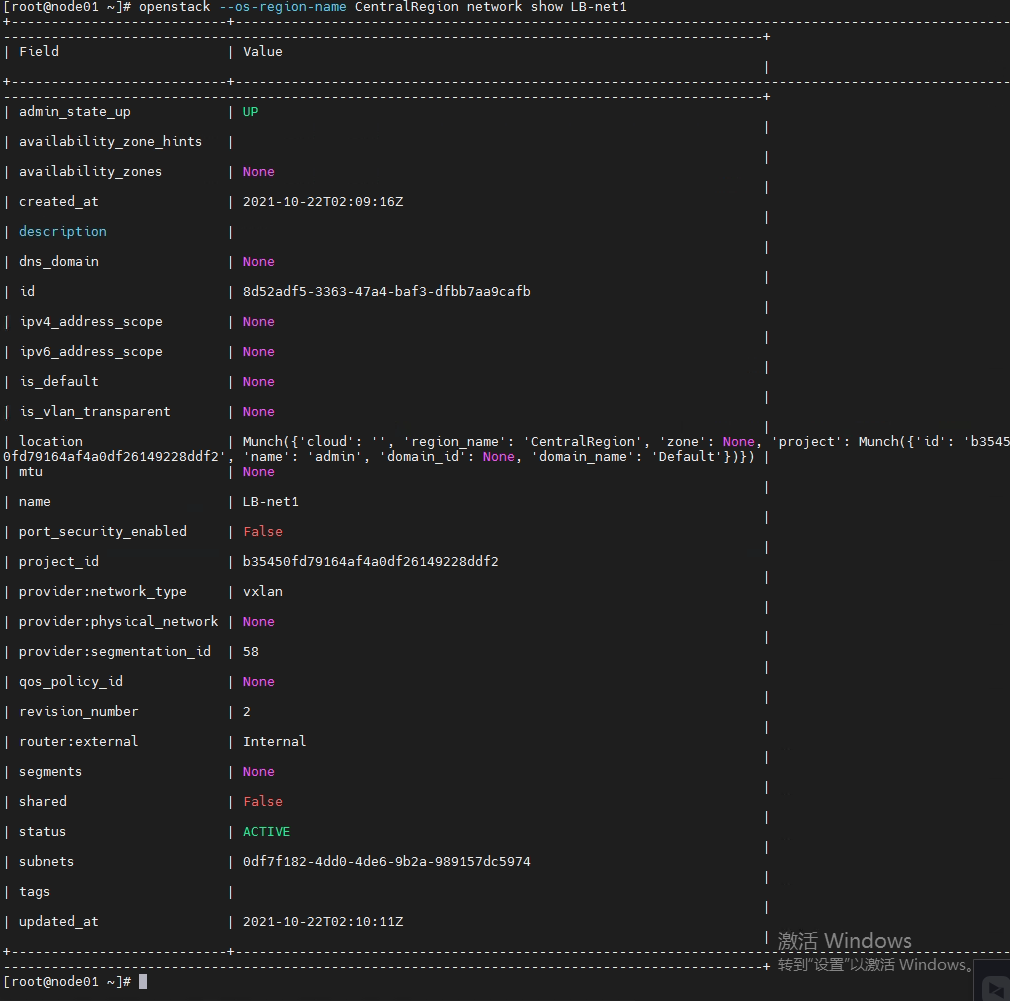 [root@node01 ~]# openstack --os-region-name CentralRegion network show LB-net1
+---------------------------+-------------------------------------------------------------------------------------------------
-----------------------------------------------------------------------------------------------+
| Field | Value
|
+---------------------------+-------------------------------------------------------------------------------------------------
-----------------------------------------------------------------------------------------------+
| admin_state_up | UP
|
| availability_zone_hints |
|
| availability_zones | None
|
| created_at | 2021-10-22T02:09:16Z
|
| description |
|
| dns_domain | None
|
| id | 8d52adf5-3363-47a4-baf3-dfbb7aa9cafb
|
| ipv4_address_scope | None
|
| ipv6_address_scope | None
|
| is_default | None
|
| is_vlan_transparent | None
|
| location | Munch({'cloud': '', 'region_name': 'CentralRegion', 'zone': None, 'project': Munch({'id': 'b3545
0fd79164af4a0df26149228ddf2', 'name': 'admin', 'domain_id': None, 'domain_name': 'Default'})}) |
| mtu | None
|
| name | LB-net1
|
| port_security_enabled | False
|
| project_id | b35450fd79164af4a0df26149228ddf2
|
| provider:network_type | vxlan
|
| provider:physical_network | None
|
| provider:segmentation_id | 58
|
| qos_policy_id | None
|
| revision_number | 2
|
| router:external | Internal
|
| segments | None
|
| shared | False
|
| status | ACTIVE
|
| subnets | 0df7f182-4dd0-4de6-9b2a-989157dc5974
|
| tags |
|
| updated_at | 2021-10-22T02:10:11Z
|
+---------------------------+-------------------------------------------------------------------------------------------------
-----------------------------------------------------------------------------------------------+
[root@node01 ~]#
激活 Windows
转到"设置"以激活 Windows。